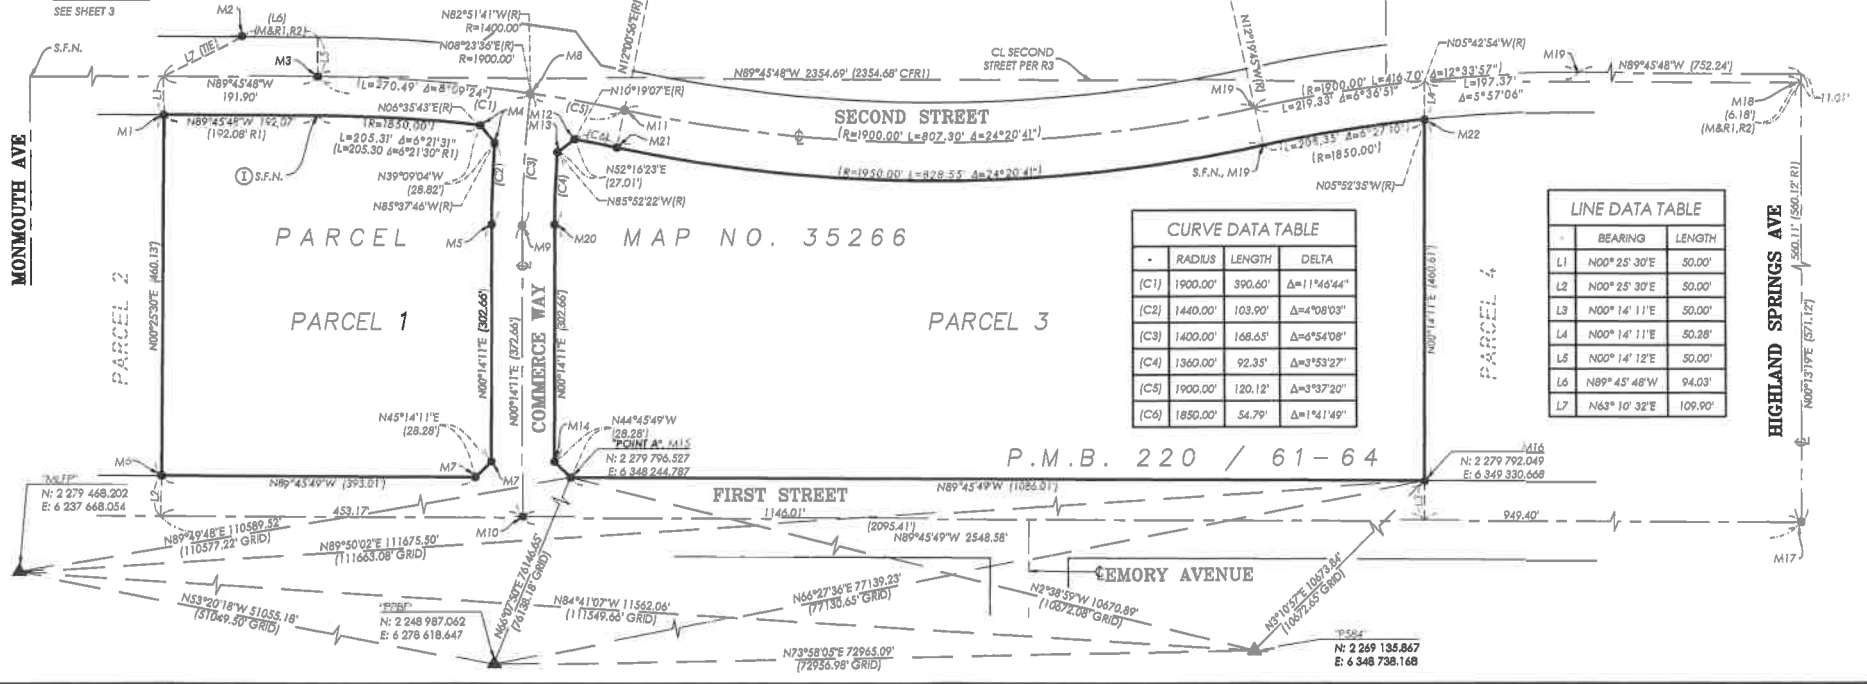 SEE SHEET 3
S.F.N.
M2
(L6)
(M&R1,R2)
L7 (TIE)
M3
L5
N89°45'48"W
191.90'
L1
M1
N89°45'48"W 192.07
(192.08' R1)
L=270.49' Δ=8°09'24"
(C1)
N06°35'43"E(R)
(R=1850.00')
L=205.31' Δ=6°21'31"
(L=205.30 Δ=6°21'30" R1)
I S.F.N.
N39°09'04"W
(28.82')
N85°37'46"W(R)
N82°51'41"W(R)
R=1400.00'
N08°23'36"E(R)
R=1900.00'
M8
N12°00'56"E(R)
(C5)
N10°19'07"E(R)
M4
M12
M13
M11
M21
(C2)
(C3)
(C4)
N52°16'23"E
(27.01')
N85°52'22"W(R)
N89°45'48"W 2354.69' (2354.68' CFR1)
CL SECOND
STREET PER R3
SECOND STREET
(R=1900.00' L=807.30' Δ=24°20'41")
(R=1950.00' L=828.55' Δ=24°20'41")
N12°19'45"W(R)
M19
(R=1900.00' L=416.70' Δ=12°33'57"
L=219.33' Δ=6°36'51"
L=197.37'
Δ=5°57'06"
N05°42'54"W(R)
L4
M19
N89°45'48"W (752.24')
M18
(6.18')
(M&R1,R2)
11.01'
M22
L=208.35' Δ=6°27'10"
(R=1850.00')
S.F.N., M19
N05°52'35"W(R)
MONMOUTH AVE
PARCEL 2
N00°25'30"E (460.13')
PARCEL MAP NO. 35266
M5
M9
M20
PARCEL 1
PARCEL 3
N00°14'11"E (302.66')
N00°14'11"E (372.66')
COMMERCE WAY
N00°14'11"E (302.66')
N00°14'11"E (460.61')
PARCEL 4
HIGHLAND SPRINGS AVE
560.11' (560.12' R1)
N00°13'19"E (571.12')
CURVE DATA TABLE
RADIUS LENGTH DELTA
(C1) 1900.00' 390.60' Δ=11°46'44"
(C2) 1440.00' 103.90' Δ=4°08'03"
(C3) 1400.00' 168.65' Δ=6°54'08"
(C4) 1360.00' 92.35' Δ=3°53'27"
(C5) 1900.00' 120.12' Δ=3°37'20"
(C6) 1850.00' 54.79' Δ=1°41'49"
LINE DATA TABLE
BEARING LENGTH
L1 N00° 25' 30"E 50.00'
L2 N00° 25' 30"E 50.00'
L3 N00° 14' 11"E 50.00'
L4 N00° 14' 11"E 50.28'
L5 N00° 14' 12"E 50.00'
L6 N89° 45' 48"W 94.03'
L7 N63° 10' 32"E 109.90'
N45°14'11"E
(28.28')
M14
N44°45'49"W
(28.28')
"POINT A", M15
N: 2 279 796.527
E: 6 348 244.787
P.M.B. 220 / 61-64
M16
N: 2 279 792.049
E: 6 349 330.668
M6
M7
M7
N89°45'49"W (393.01')
L2
FIRST STREET
N89°45'49"W (1086.01')
"MLFP"
N: 2 279 468.202
E: 6 237 668.054
453.17'
M10
1146.01'
(2095.41')
N89°45'49"W 2548.58'
949.40'
M17
N89°49'48"E 110589.52'
(110577.22' GRID)
N89°50'02"E 111675.50'
(111663.08' GRID)
EMORY AVENUE
N53°20'18"W 51055.18'
(51049.50' GRID)
"PPBF"
N: 2 248 987.062
E: 6 278 618.647
N66°07'50"E 76146.65'
(76138.18' GRID)
N84°41'07"W 11562.06'
(111549.66' GRID)
N66°27'36"E 77139.23'
(77130.65' GRID)
N2°38'59"W 10670.89'
(10672.08' GRID)
N3°10'57"E 10673.84'
(10672.65' GRID)
N73°58'05"E 72965.09'
(72956.98' GRID)
"P584"
N: 2 269 135.867
E: 6 348 738.168